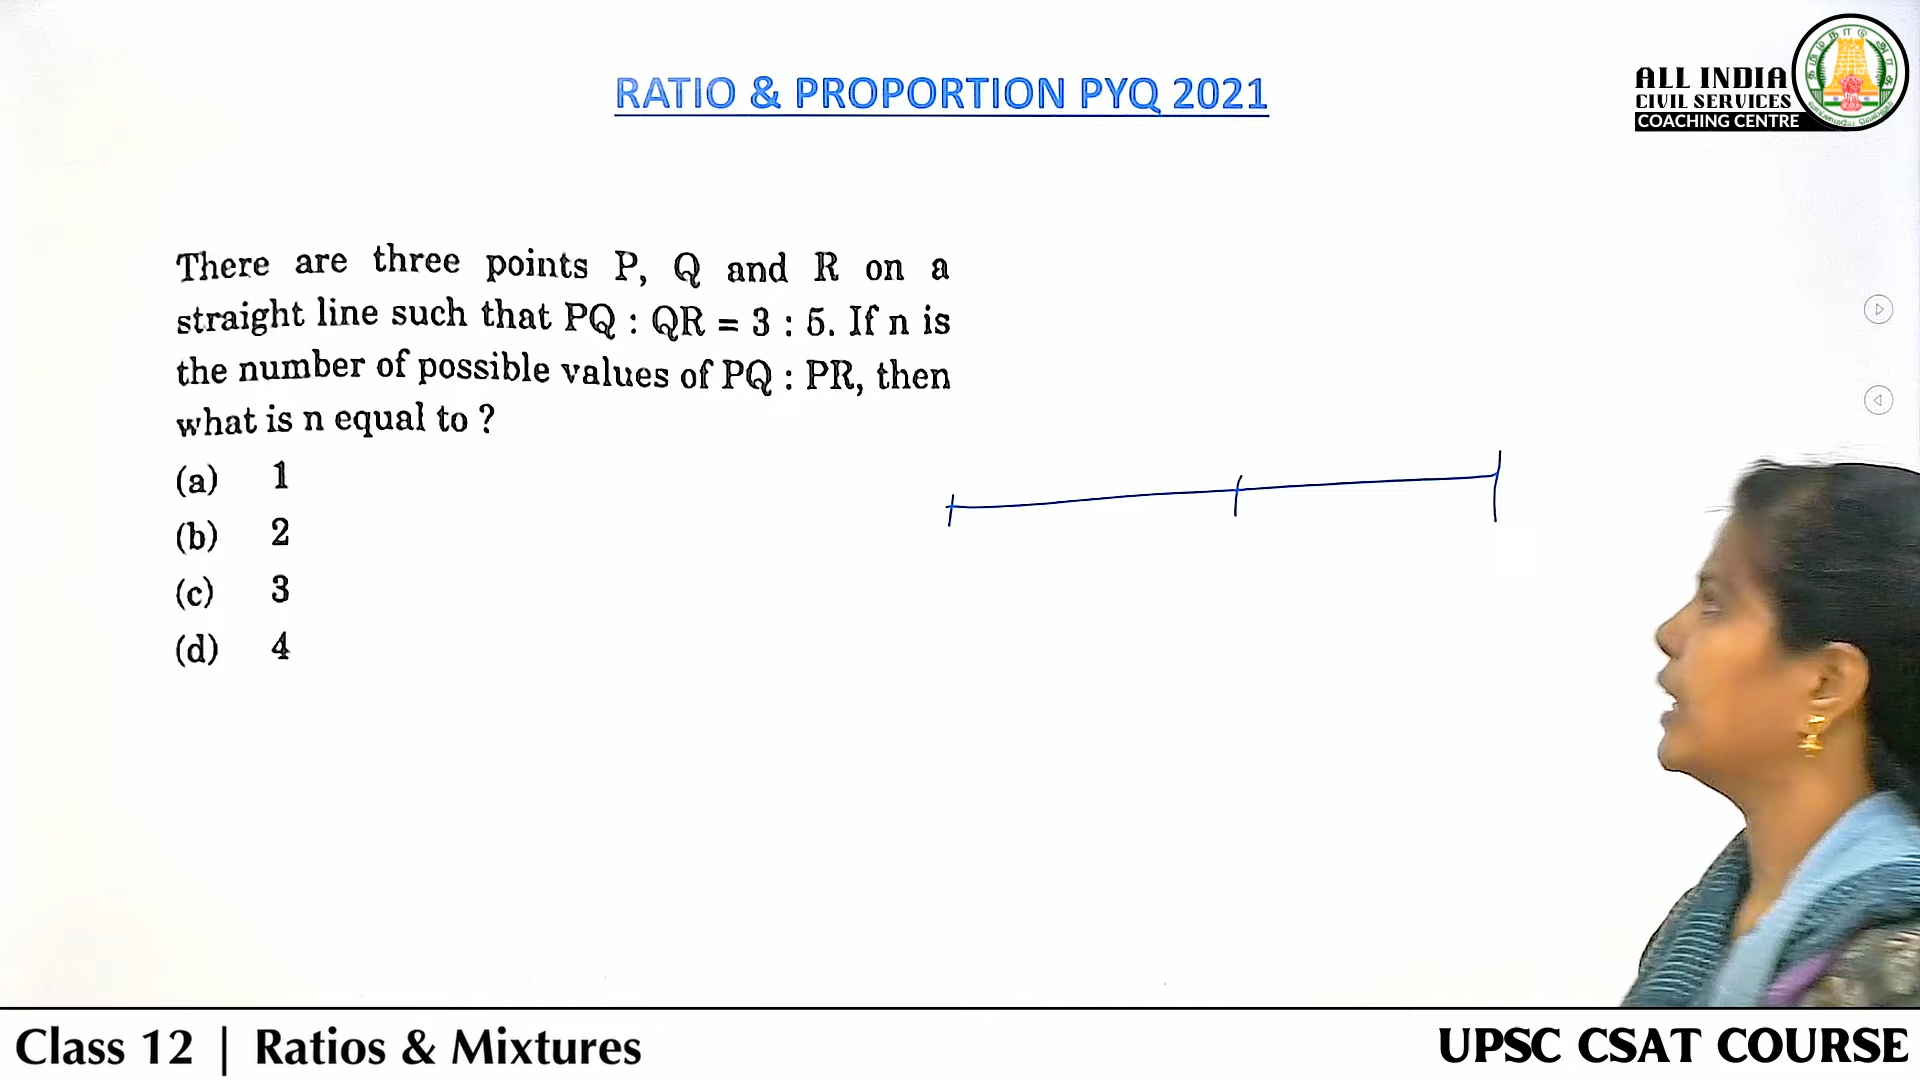 RATIO & PROPORTION PYQ 2021
ALL INDIA
CIVIL SERVICES
COACHING CENTRE
There are three points P, Q and R on a
straight line such that PQ : QR = 3 : 5. If n is
the number of possible values of PQ : PR, then
what is n equal to ?
(a) 1
(b) 2
(c) 3
(d) 4
Class 12 | Ratios & Mixtures
UPSC CSAT COURSE